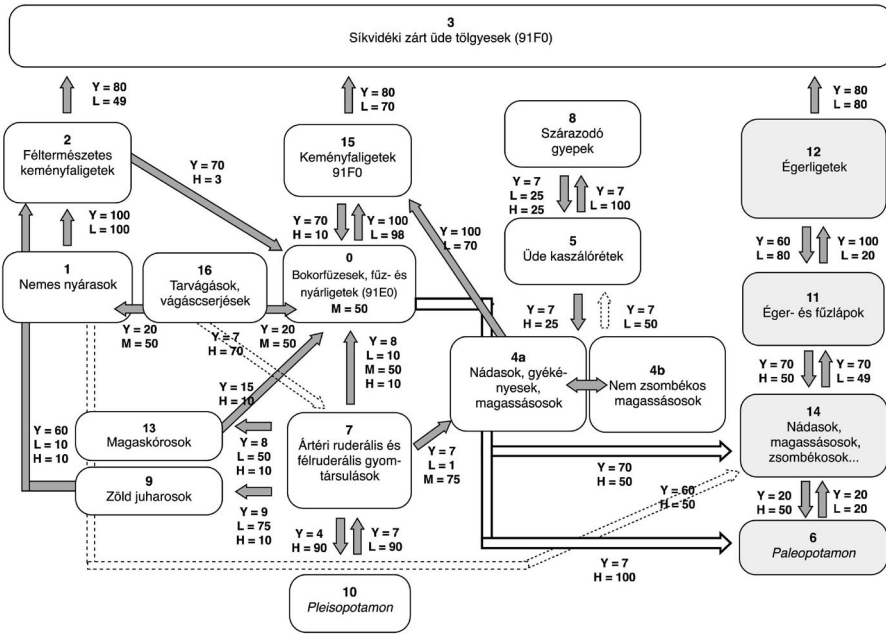 3
Síkvidéki zárt üde tölgyesek (91F0)
Y = 80
L = 49
Y = 80
L = 70
Y = 80
L = 80
2
Féltermészetes
keményfaligetek
15
Keményfaligetek
91F0
8
Szárazodó
gyepek
12
Égerligetek
Y = 70
H = 3
Y = 100
L = 100
Y = 70
H = 10
Y = 100
L = 98
Y = 100
L = 70
Y = 7
L = 25
H = 25
Y = 7
L = 100
Y = 60
L = 80
Y = 100
L = 20
1
Nemes nyárasok
16
Tarvágások,
vágáscserjések
0
Bokorfüzesek, fűz- és
nyárligetek (91E0)
M = 50
5
Üde kaszálórétek
11
Éger- és fűzlápok
Y = 20
M = 50
Y = 7
H = 70
Y = 20
M = 50
Y = 8
L = 10
M = 50
H = 10
Y = 7
H = 25
Y = 7
L = 50
Y = 70
H = 50
Y = 70
L = 49
4a
Nádasok, gyéké-
nyesek,
magassásosok
4b
Nem zsombékos
magassásosok
Y = 15
H = 10
13
Magaskórosok
7
Ártéri ruderális és
félruderális gyom-
társulások
14
Nádasok,
magassásosok,
zsombékosok...
Y = 60
L = 10
H = 10
Y = 8
L = 50
H = 10
Y = 7
L = 1
M = 75
Y = 70
H = 50
9
Zöld juharosok
Y = 60
H = 50
Y = 20
H = 50
Y = 20
L = 20
Y = 9
L = 75
H = 10
Y = 4
H = 90
Y = 7
L = 90
6
Paleopotamon
Y = 7
H = 100
10
Pleisopotamon